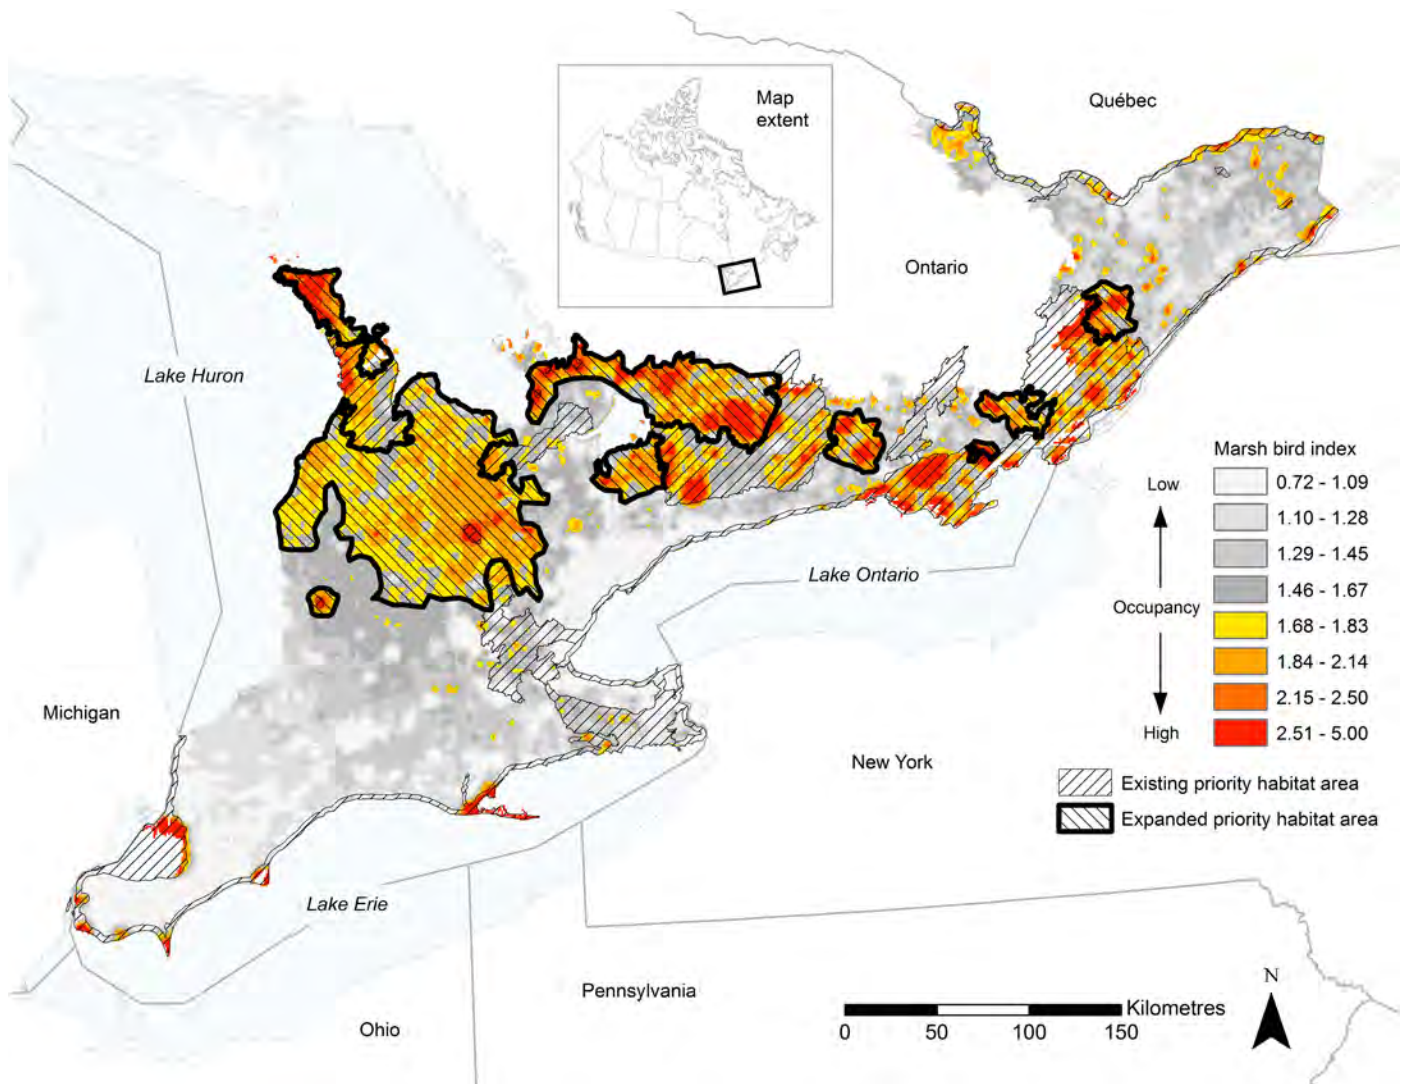 Map
extent
Québec
Ontario
Lake Huron
Lake Ontario
Michigan
New York
Lake Erie
Pennsylvania
Ohio
Marsh bird index
Low
Occupancy
High
0.72 - 1.09
1.10 - 1.28
1.29 - 1.45
1.46 - 1.67
1.68 - 1.83
1.84 - 2.14
2.15 - 2.50
2.51 - 5.00
Existing priority habitat area
Expanded priority habitat area
Kilometres
0 50 100 150
N